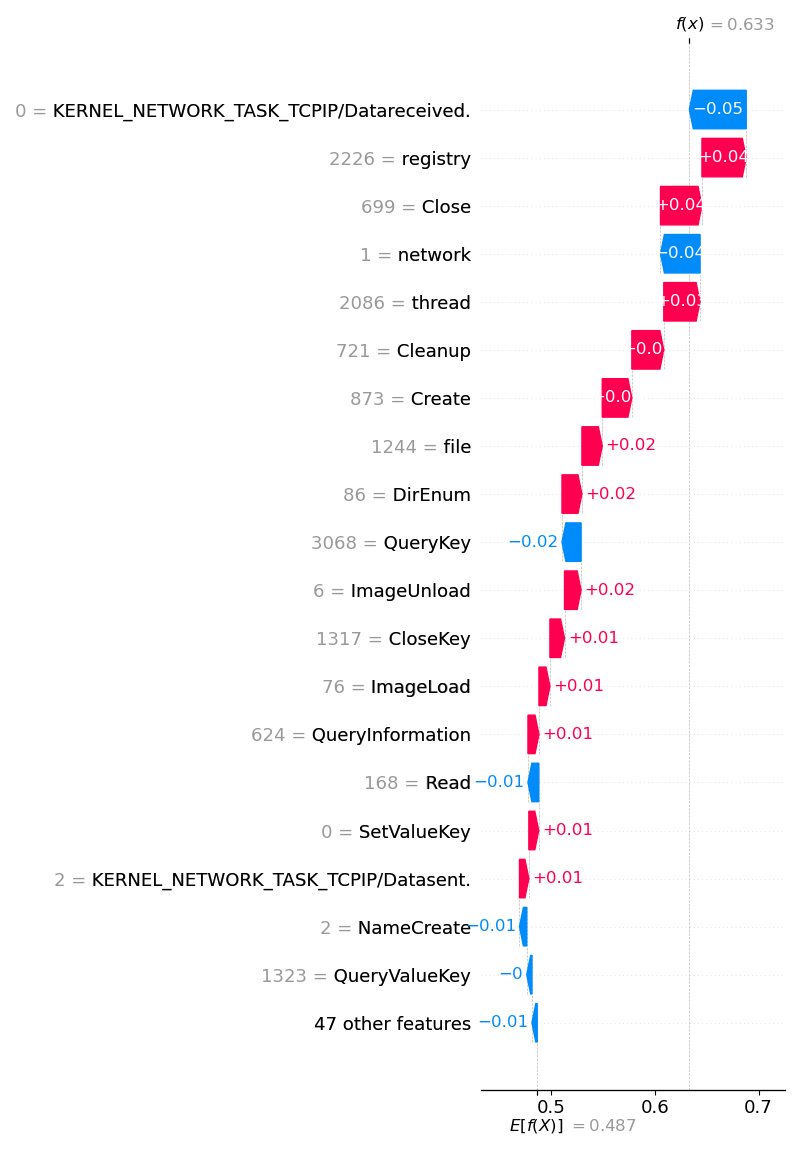 f(x) = 0.633
0 = KERNEL_NETWORK_TASK_TCPIP/Datareceived. −0.05
2226 = registry +0.04
699 = Close +0.04
1 = network −0.04
2086 = thread +0.03
721 = Cleanup
873 = Create
1244 = file +0.02
86 = DirEnum +0.02
3068 = QueryKey −0.02
6 = ImageUnload +0.02
1317 = CloseKey +0.01
76 = ImageLoad +0.01
624 = QueryInformation +0.01
168 = Read −0.01
0 = SetValueKey +0.01
2 = KERNEL_NETWORK_TASK_TCPIP/Datasent. +0.01
2 = NameCreate −0.01
1323 = QueryValueKey −0
47 other features −0.01
0.5 0.6 0.7
E[f(X)] = 0.487